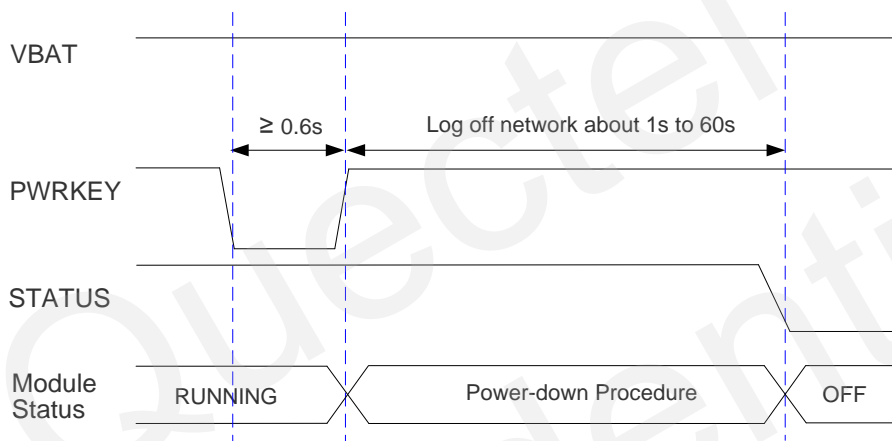 VBAT
≥ 0.6s
Log off network about 1s to 60s
PWRKEY
STATUS
Module
Status
RUNNING
Power-down Procedure
OFF
Quectel